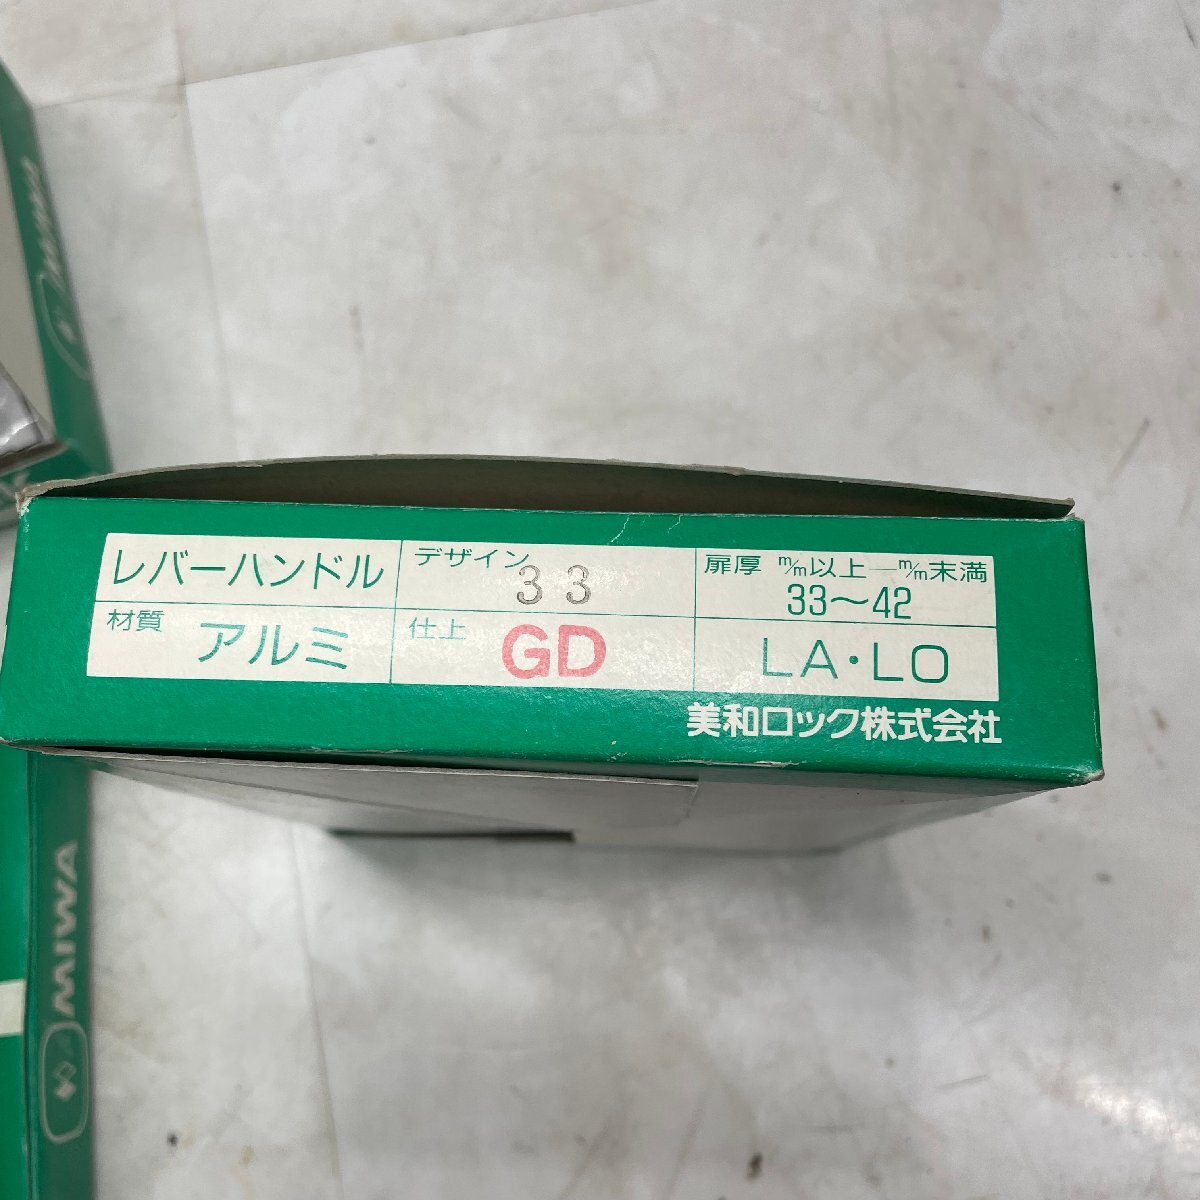 レバーハンドル
デザイン
33
扉厚 m/m以上―m/m未満
33～42
材質
アルミ
仕上
GD
LA・LO
美和ロック株式会社
MIWA
MIWA